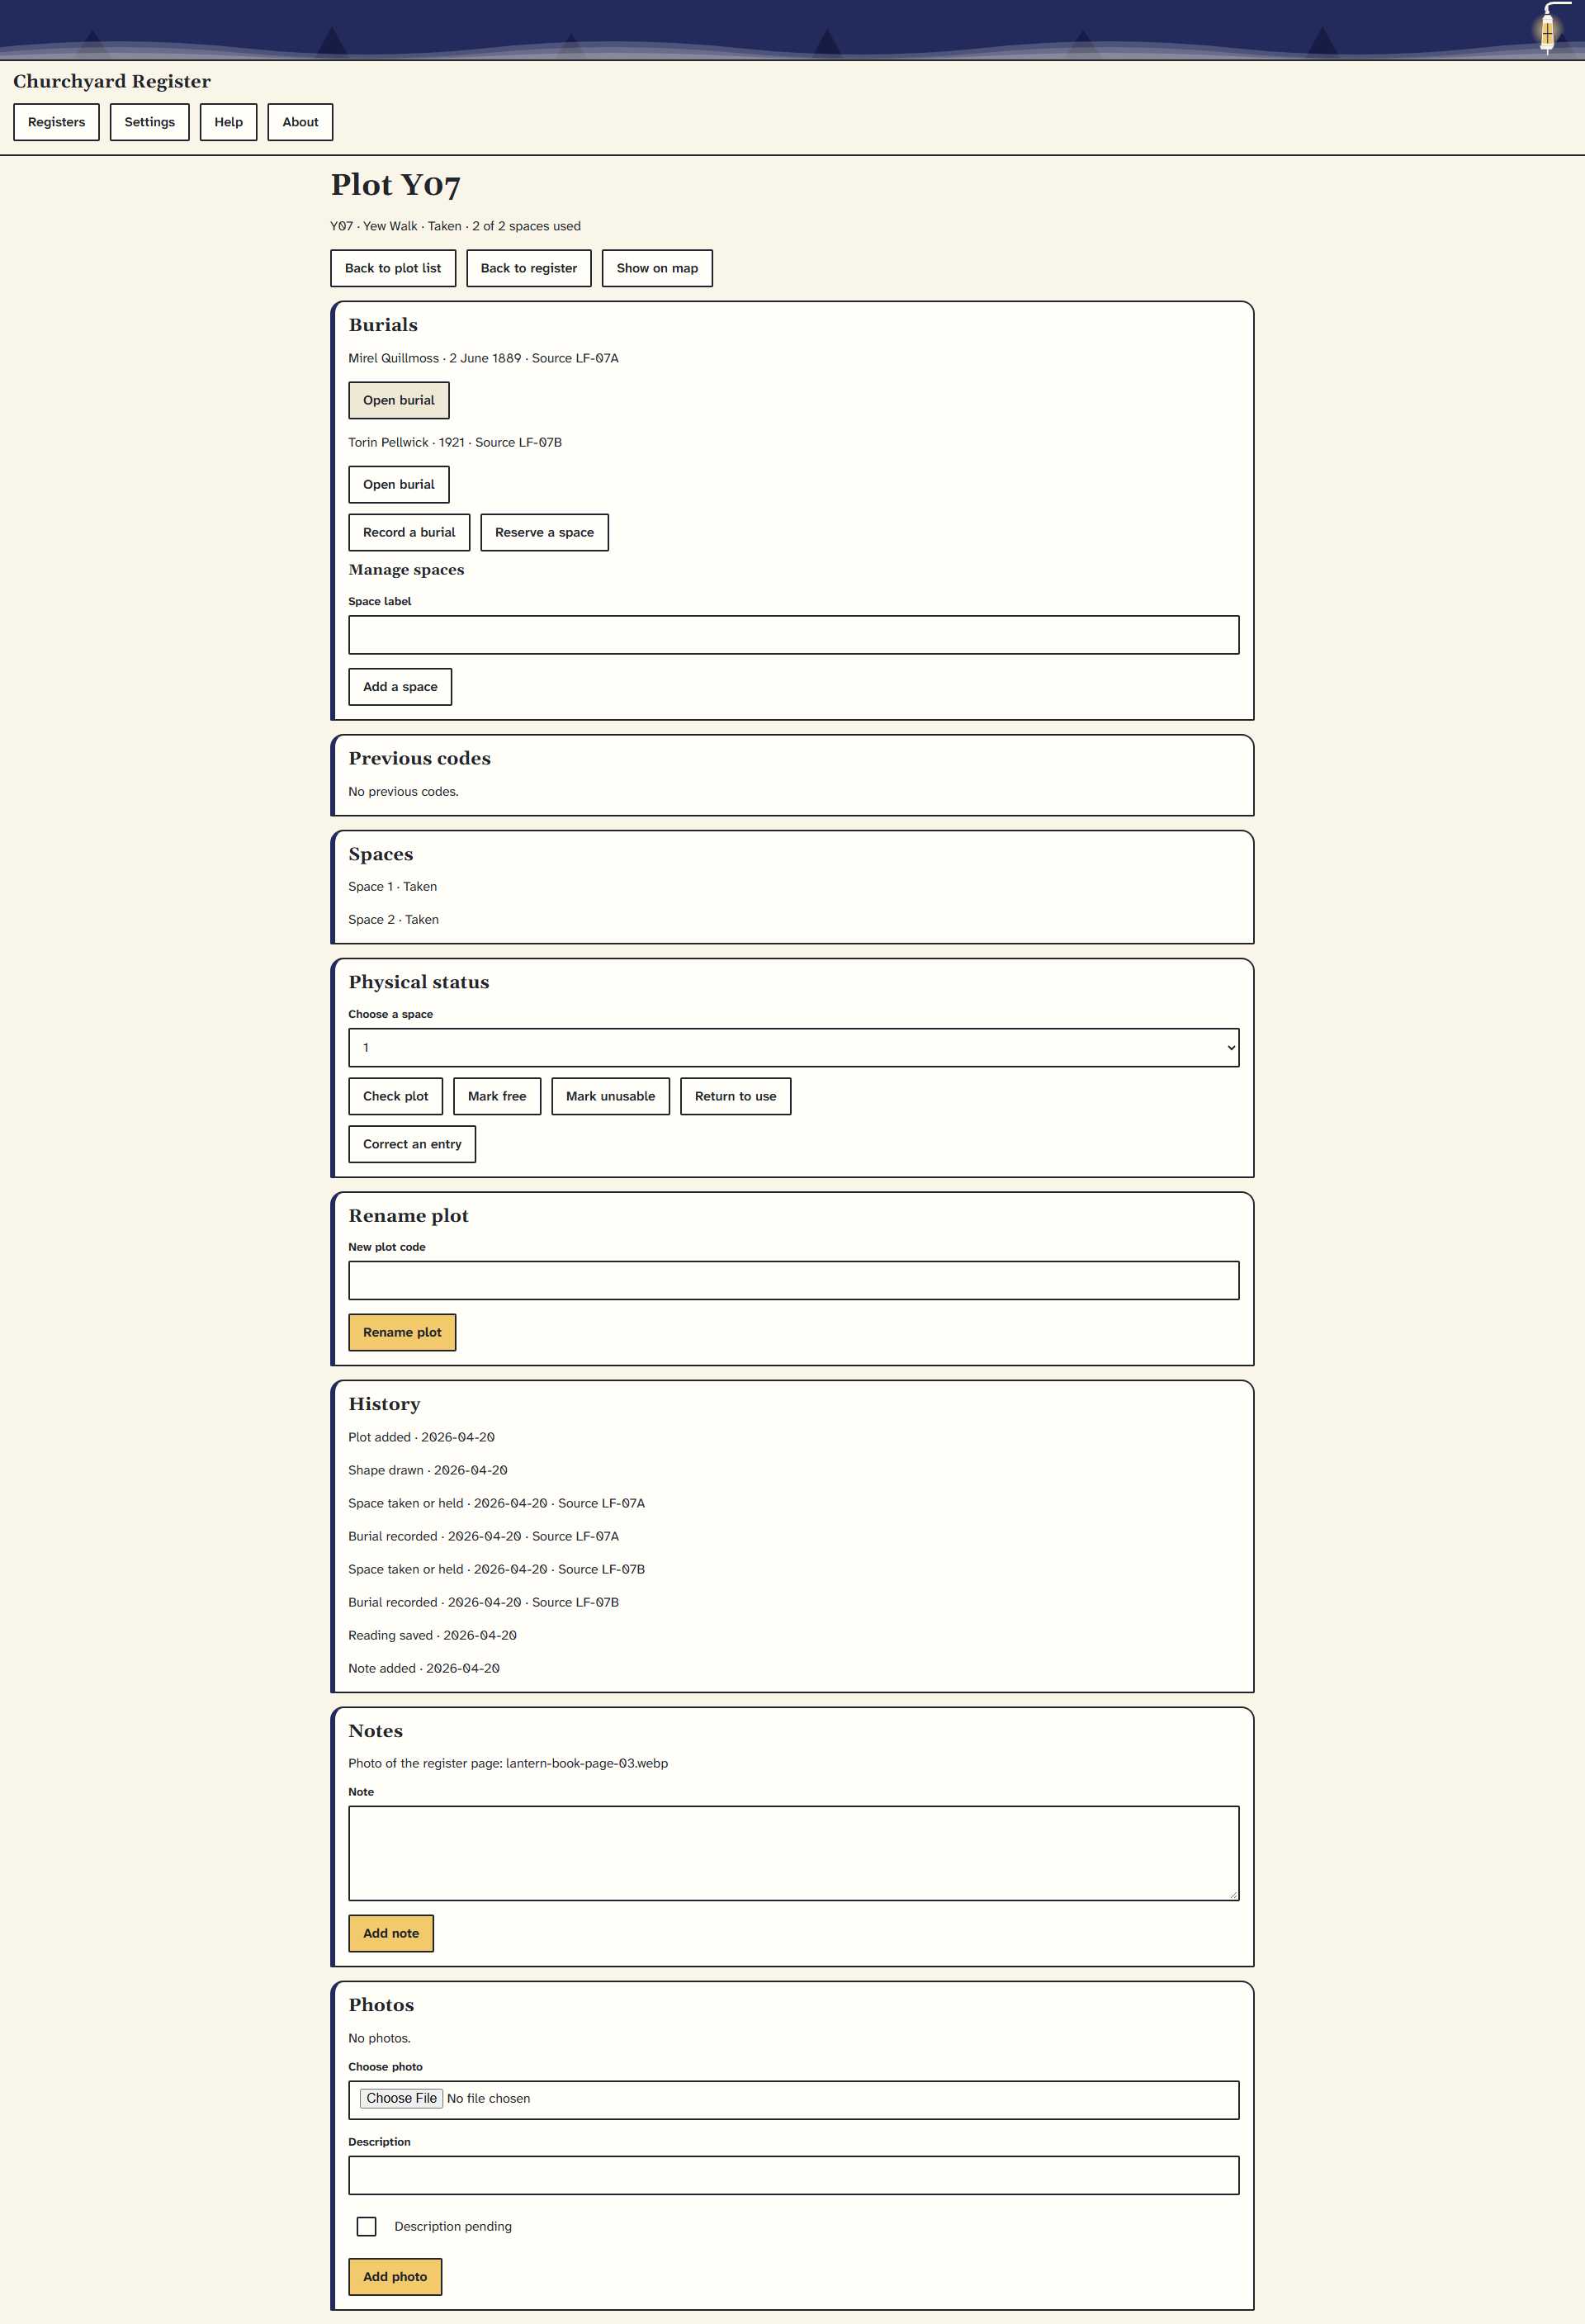 Churchyard Register
Registers Settings Help About
Plot Y07
Y07 · Yew Walk · Taken · 2 of 2 spaces used
Back to plot list Back to register Show on map
Burials
Mirel Quillmoss · 2 June 1889 · Source LF-07A
Open burial
Torin Pellwick · 1921 · Source LF-07B
Open burial
Record a burial Reserve a space
Manage spaces
Space label
Add a space
Previous codes
No previous codes.
Spaces
Space 1 · Taken
Space 2 · Taken
Physical status
Choose a space
1
Check plot Mark free Mark unusable Return to use
Correct an entry
Rename plot
New plot code
Rename plot
History
Plot added · 2026-04-20
Shape drawn · 2026-04-20
Space taken or held · 2026-04-20 · Source LF-07A
Burial recorded · 2026-04-20 · Source LF-07A
Space taken or held · 2026-04-20 · Source LF-07B
Burial recorded · 2026-04-20 · Source LF-07B
Reading saved · 2026-04-20
Note added · 2026-04-20
Notes
Photo of the register page: lantern-book-page-03.webp
Note
Add note
Photos
No photos.
Choose photo
Choose File No file chosen
Description
Description pending
Add photo